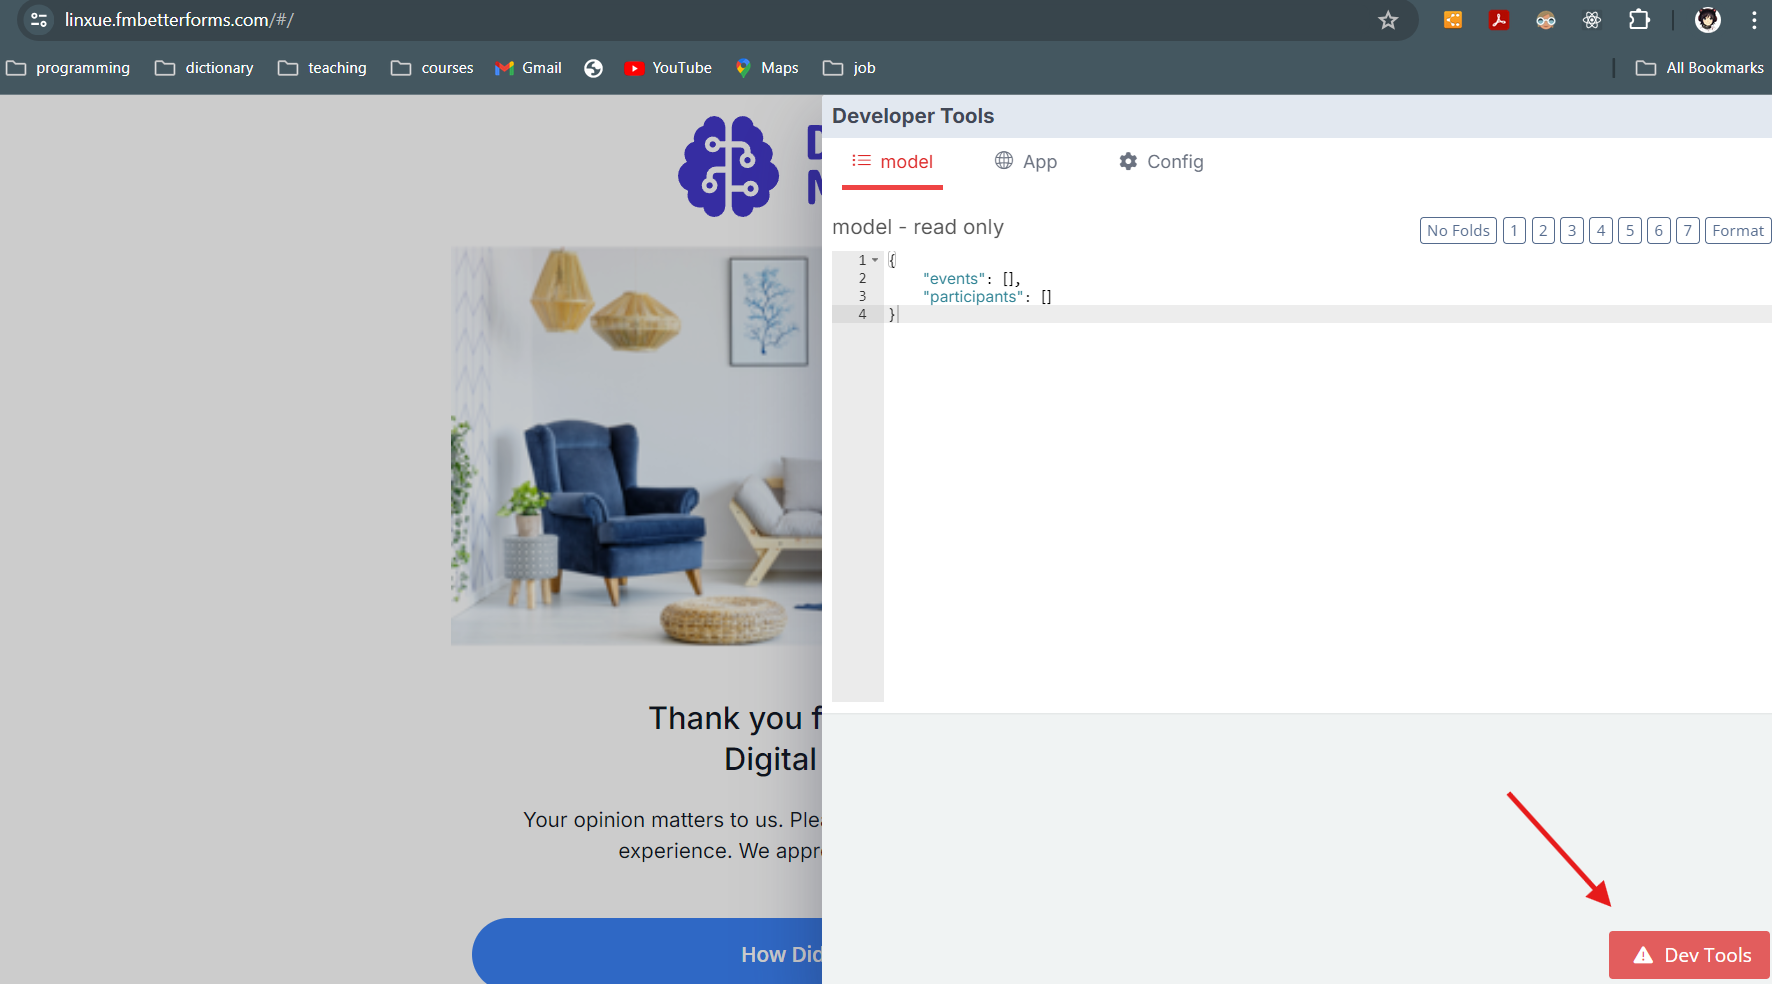 linxue.fmbetterforms.com/#/
programming dictionary teaching courses Gmail YouTube Maps job All Bookmarks
Developer Tools
model App Config
model - read only
No Folds 1 2 3 4 5 6 7 Format
1 {
2 "events": [],
3 "participants": []
4 }
Thank you f
Digital
Your opinion matters to us. Plea
experience. We appr
How Did
Dev Tools